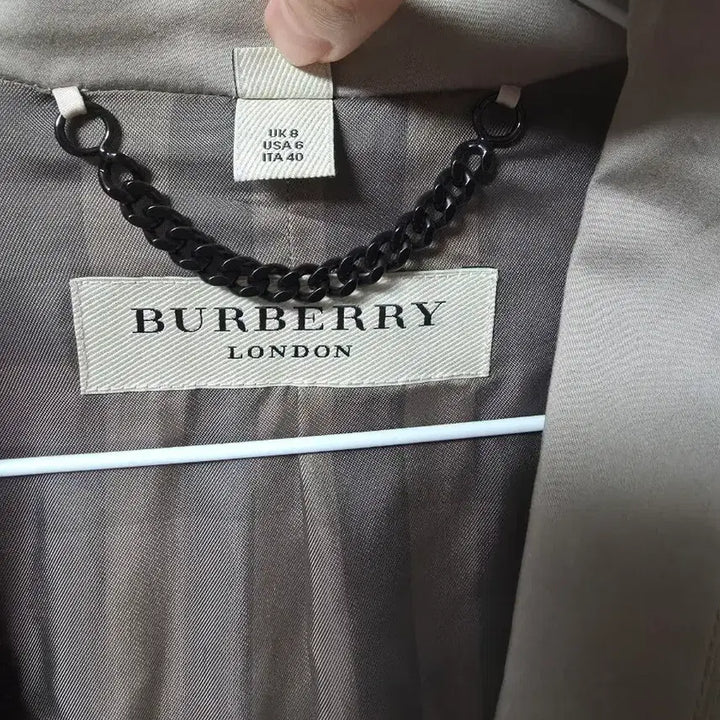 UK 8
USA 6
ITA 40
BURBERRY
LONDON